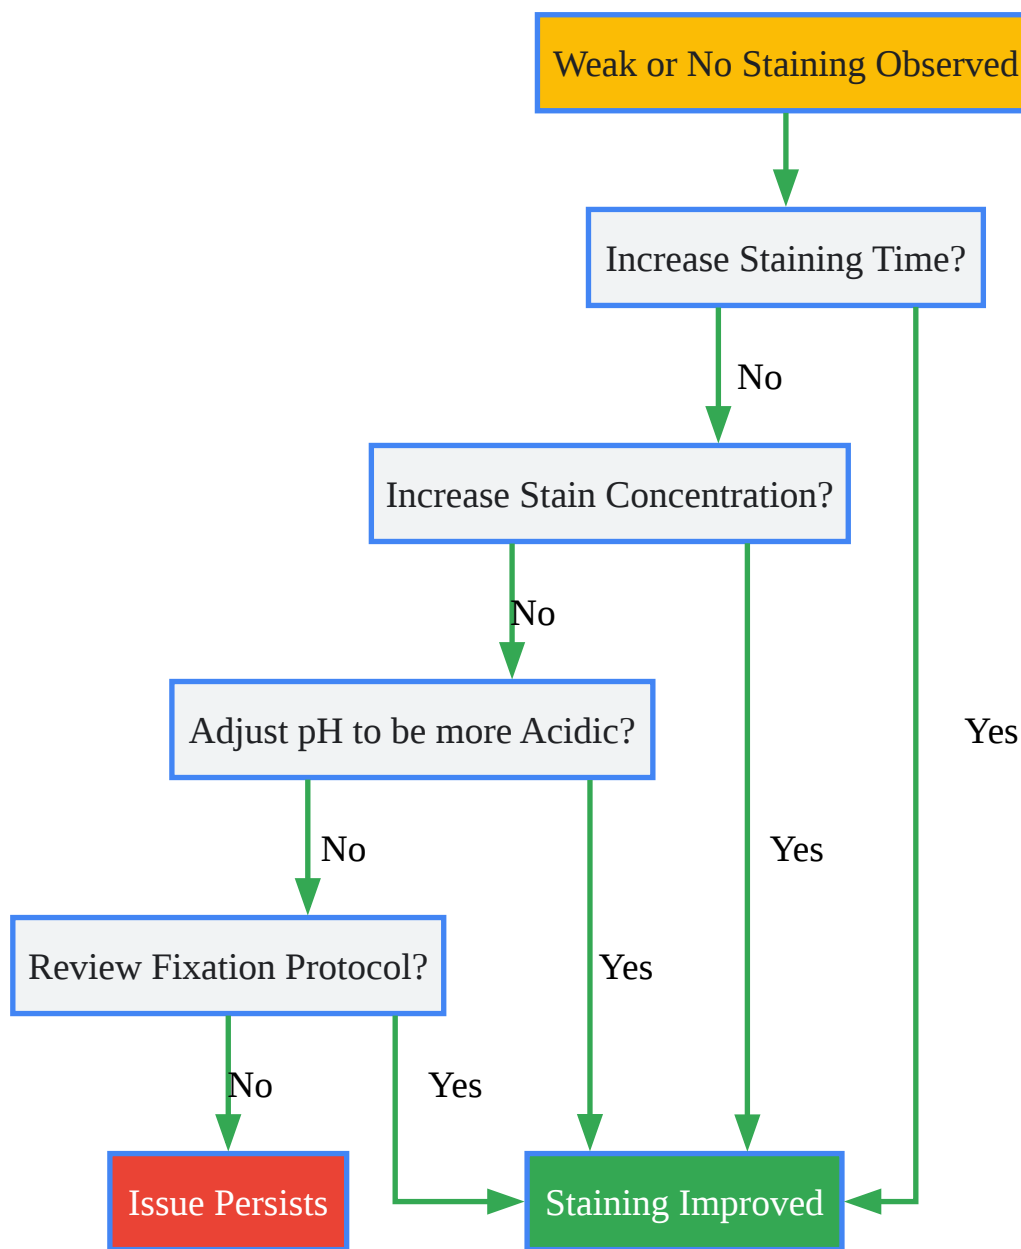 Weak or No Staining Observed
Increase Staining Time?
No
Increase Stain Concentration?
No
Adjust pH to be more Acidic?
Yes
No
Yes
Review Fixation Protocol?
Yes
No
Yes
Issue Persists
Staining Improved